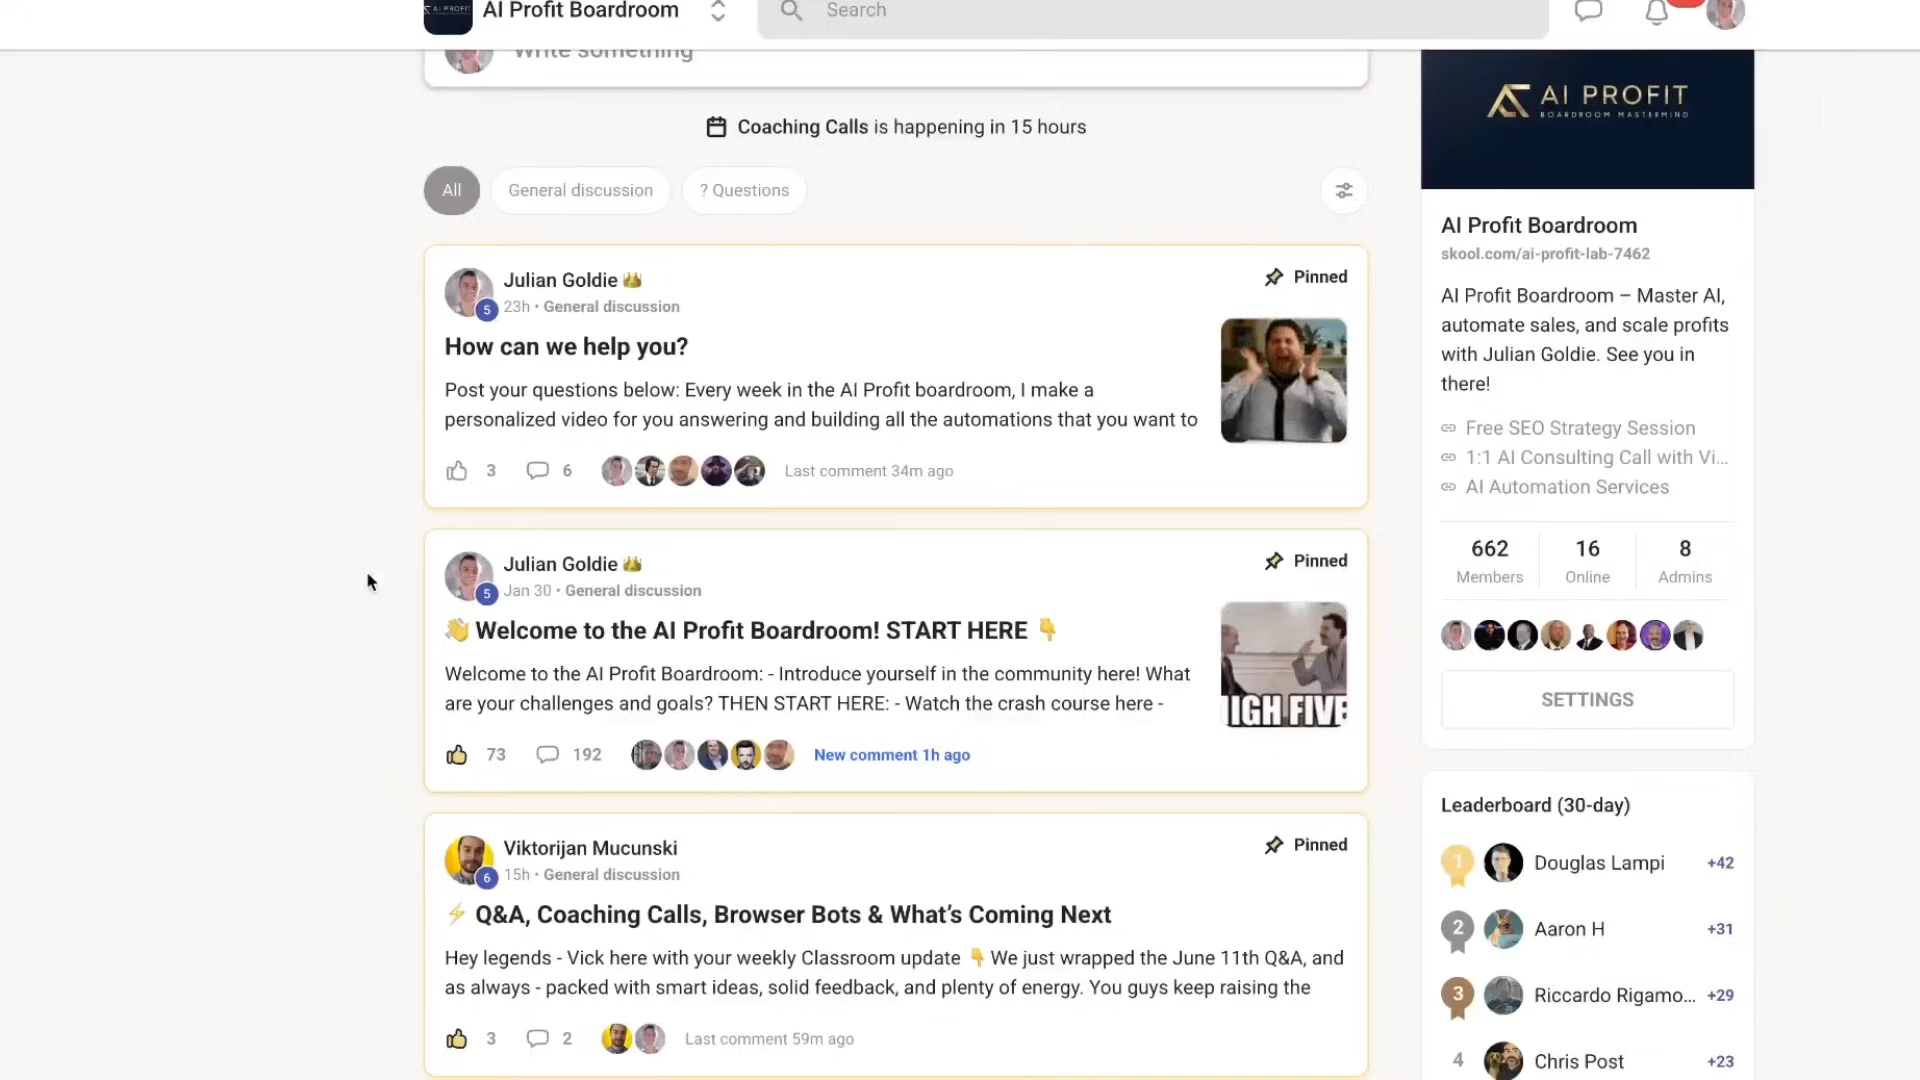 AI PROFIT
AI Profit Boardroom
Search
Write something
Coaching Calls is happening in 15 hours
All
General discussion
? Questions
Julian Goldie
Pinned
5
23h • General discussion
How can we help you?
Post your questions below: Every week in the AI Profit boardroom, I make a
personalized video for you answering and building all the automations that you want to
3
6
Last comment 34m ago
Julian Goldie
Pinned
5
Jan 30 • General discussion
👋 Welcome to the AI Profit Boardroom! START HERE 👇
Welcome to the AI Profit Boardroom: - Introduce yourself in the community here! What
are your challenges and goals? THEN START HERE: - Watch the crash course here -
HIGH FIVE
73
192
New comment 1h ago
Viktorijan Mucunski
Pinned
6
15h • General discussion
⚡ Q&A, Coaching Calls, Browser Bots & What's Coming Next
Hey legends - Vick here with your weekly Classroom update 👇 We just wrapped the June 11th Q&A, and
as always - packed with smart ideas, solid feedback, and plenty of energy. You guys keep raising the
3
2
Last comment 59m ago
AI PROFIT
BOARDROOM MASTERMIND
AI Profit Boardroom
skool.com/ai-profit-lab-7462
AI Profit Boardroom – Master AI,
automate sales, and scale profits
with Julian Goldie. See you in
there!
Free SEO Strategy Session
1:1 AI Consulting Call with Vi...
AI Automation Services
662
Members
16
Online
8
Admins
SETTINGS
Leaderboard (30-day)
1
Douglas Lampi
+42
2
Aaron H
+31
3
Riccardo Rigamo...
+29
4
Chris Post
+23